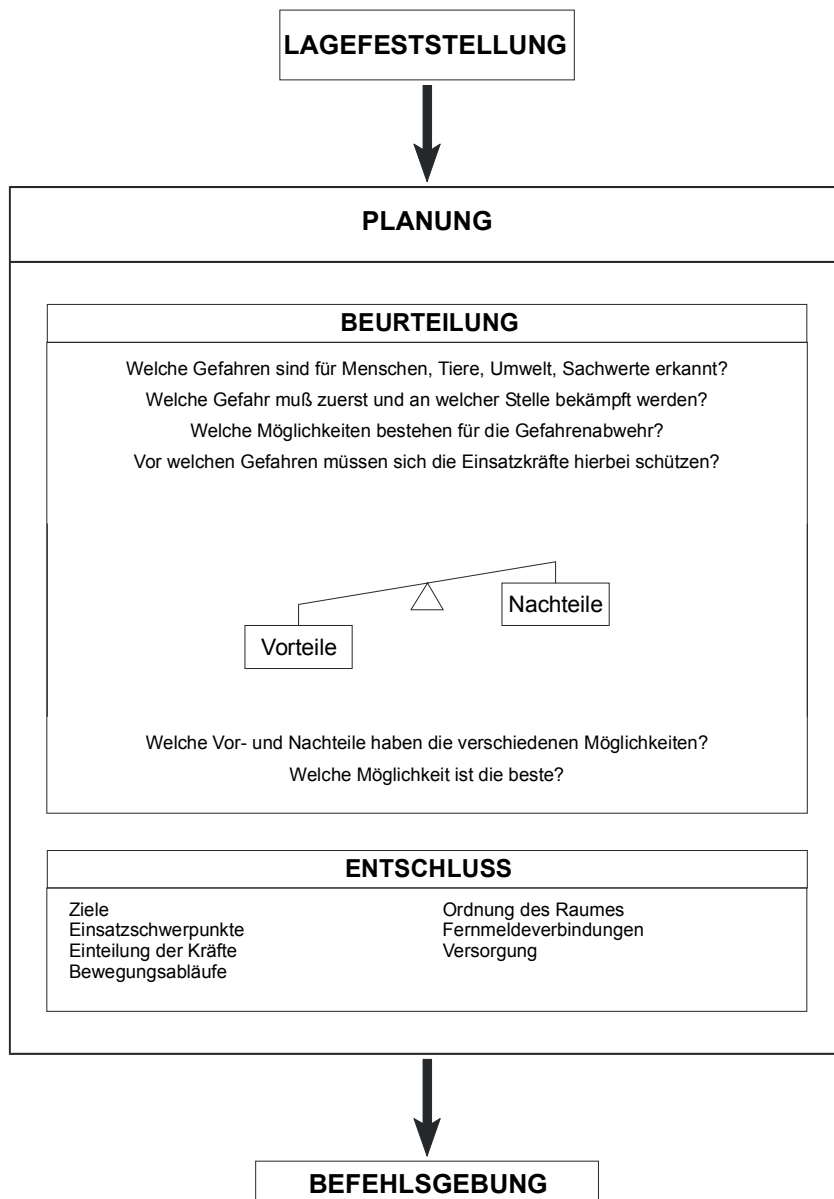 LAGEFESTSTELLUNG
PLANUNG
BEURTEILUNG
Welche Gefahren sind für Menschen, Tiere, Umwelt, Sachwerte erkannt?
Welche Gefahr muß zuerst und an welcher Stelle bekämpft werden?
Welche Möglichkeiten bestehen für die Gefahrenabwehr?
Vor welchen Gefahren müssen sich die Einsatzkräfte hierbei schützen?
Nachteile
Vorteile
Welche Vor- und Nachteile haben die verschiedenen Möglichkeiten?
Welche Möglichkeit ist die beste?
ENTSCHLUSS
Ziele
Einsatzschwerpunkte
Einteilung der Kräfte
Bewegungsabläufe
Ordnung des Raumes
Fernmeldeverbindungen
Versorgung
BEFEHLSGEBUNG